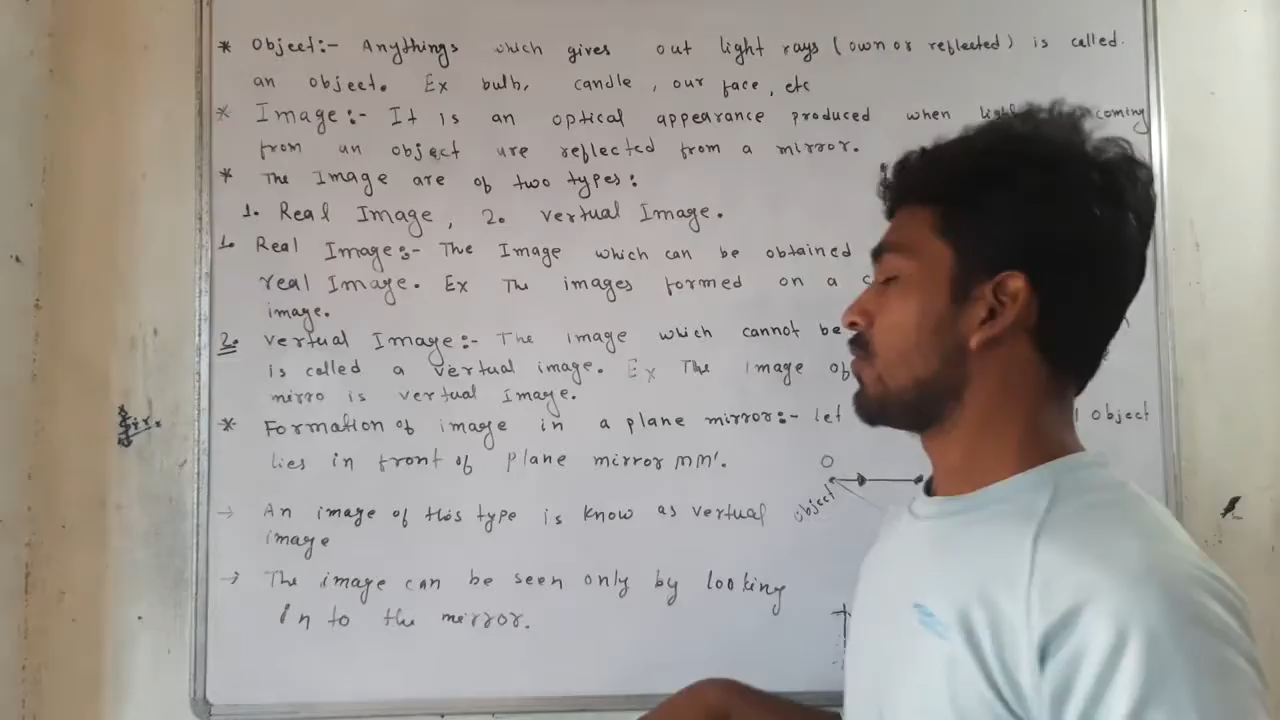 * Object:- Anythings which gives out light rays (own or reflected) is called.
an object. Ex bulb, candle, our face, etc
* Image:- It is an optical appearance produced when coming
from an object are reflected from a mirror.
* The Image are of two types:
1. Real Image, 2. vertual Image.
1. Real Image:- The Image which can be obtained
real Image. Ex The images formed on a
image.
2. vertual Image:- The image which cannot be
is called a vertual image. Ex The image of
mirro is vertual Image.
* Formation of image in a plane mirror:- let object
lies in front of plane mirror MM'.
O
object
→ An image of this type is know as vertual
image
→ The image can be seen only by looking
in to the mirror.